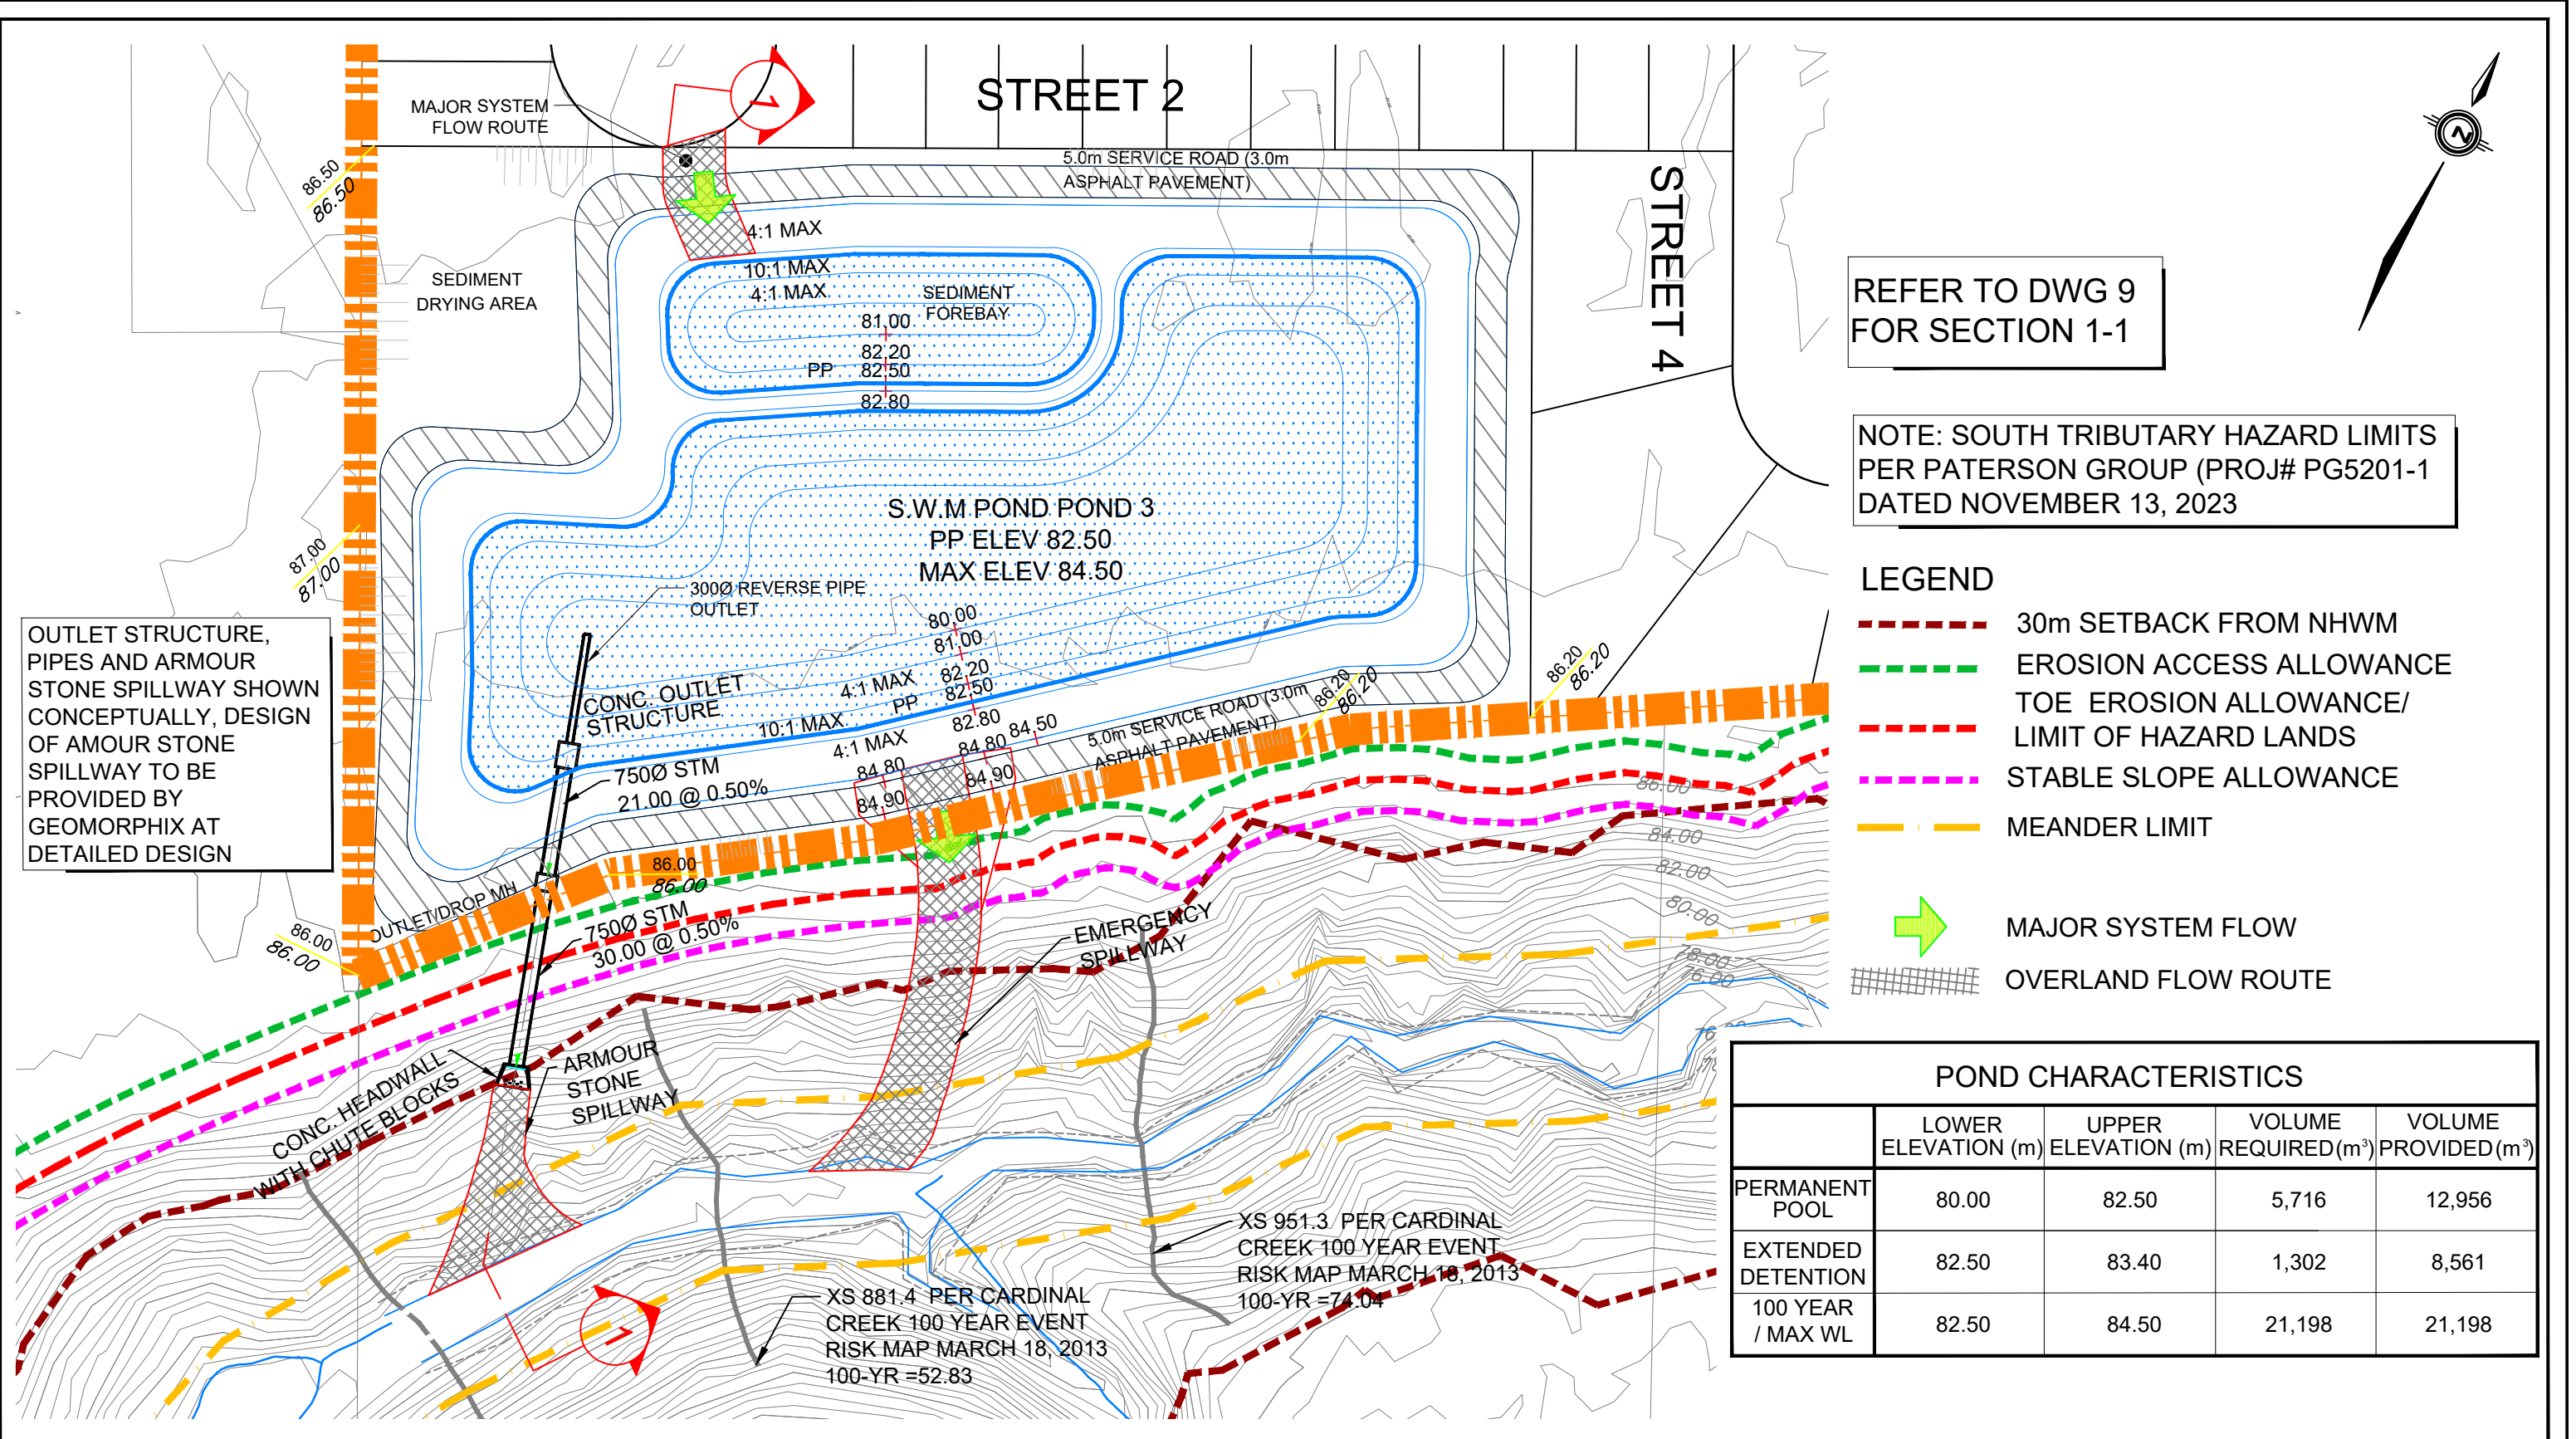 STREET 2
MAJOR SYSTEM
FLOW ROUTE
1
5.0m SERVICE ROAD (3.0m
ASPHALT PAVEMENT)
STREET 4
N
86.50
86.50
4:1 MAX
10:1 MAX
4:1 MAX
SEDIMENT
FOREBAY
SEDIMENT
DRYING AREA
81.00
82.20
PP 82.50
82.80
REFER TO DWG 9
FOR SECTION 1-1
NOTE: SOUTH TRIBUTARY HAZARD LIMITS
PER PATERSON GROUP (PROJ# PG5201-1
DATED NOVEMBER 13, 2023
S.W.M POND POND 3
PP ELEV 82.50
MAX ELEV 84.50
87.00
87.00
300Ø REVERSE PIPE
OUTLET
OUTLET STRUCTURE,
PIPES AND ARMOUR
STONE SPILLWAY SHOWN
CONCEPTUALLY, DESIGN
OF AMOUR STONE
SPILLWAY TO BE
PROVIDED BY
GEOMORPHIX AT
DETAILED DESIGN
80.00
81.00
4:1 MAX 82.20
PP 82.50
10:1 MAX 82.80
4:1 MAX 84.80 84.50
84.80
84.90
84.90
CONC. OUTLET
STRUCTURE
750Ø STM
21.00 @ 0.50%
5.0m SERVICE ROAD (3.0m
ASPHALT PAVEMENT)
86.20
86.20
86.20
86.20
LEGEND
30m SETBACK FROM NHWM
EROSION ACCESS ALLOWANCE
TOE EROSION ALLOWANCE/
LIMIT OF HAZARD LANDS
STABLE SLOPE ALLOWANCE
MEANDER LIMIT
MAJOR SYSTEM FLOW
OVERLAND FLOW ROUTE
86.00
84.00
82.00
80.00
78.00
76.00
86.00
86.00
OUTLET/DROP MH
86.00
86.00
750Ø STM
30.00 @ 0.50%
EMERGENCY
SPILLWAY
CONC. HEADWALL
WITH CHUTE BLOCKS
ARMOUR
STONE
SPILLWAY
XS 951.3 PER CARDINAL
CREEK 100 YEAR EVENT
RISK MAP MARCH 18, 2013
100-YR =74.04
XS 881.4 PER CARDINAL
CREEK 100 YEAR EVENT
RISK MAP MARCH 18, 2013
100-YR =52.83
1
POND CHARACTERISTICS
LOWER ELEVATION (m) UPPER ELEVATION (m) VOLUME REQUIRED (m³) VOLUME PROVIDED (m³)
PERMANENT POOL 80.00 82.50 5,716 12,956
EXTENDED DETENTION 82.50 83.40 1,302 8,561
100 YEAR / MAX WL 82.50 84.50 21,198 21,198